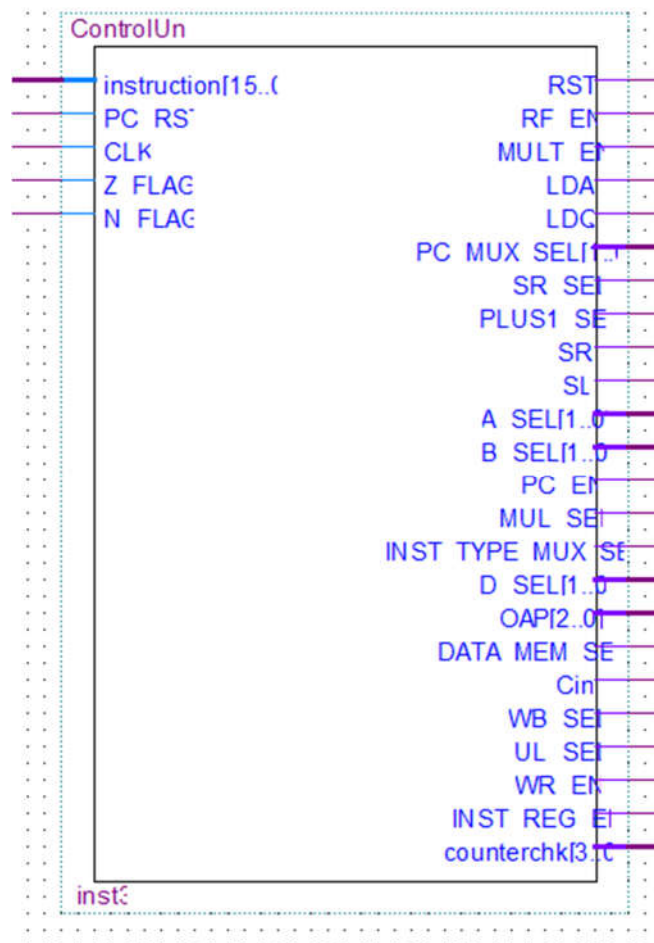 ControlUn
instruction[15..0
PC RST
CLK
Z FLAG
N FLAG
RST
RF EN
MULT EN
LDA
LDQ
PC MUX SEL[1..0
SR SEL
PLUS1 SE
SR
SL
A SEL[1..0
B SEL[1..0
PC EN
MUL SEL
INST TYPE MUX SE
D SEL[1..0
OAP[2..0]
DATA MEM SE
Cin
WB SEL
UL SEL
WR EN
INST REG E
counterchk[3..0
inst3